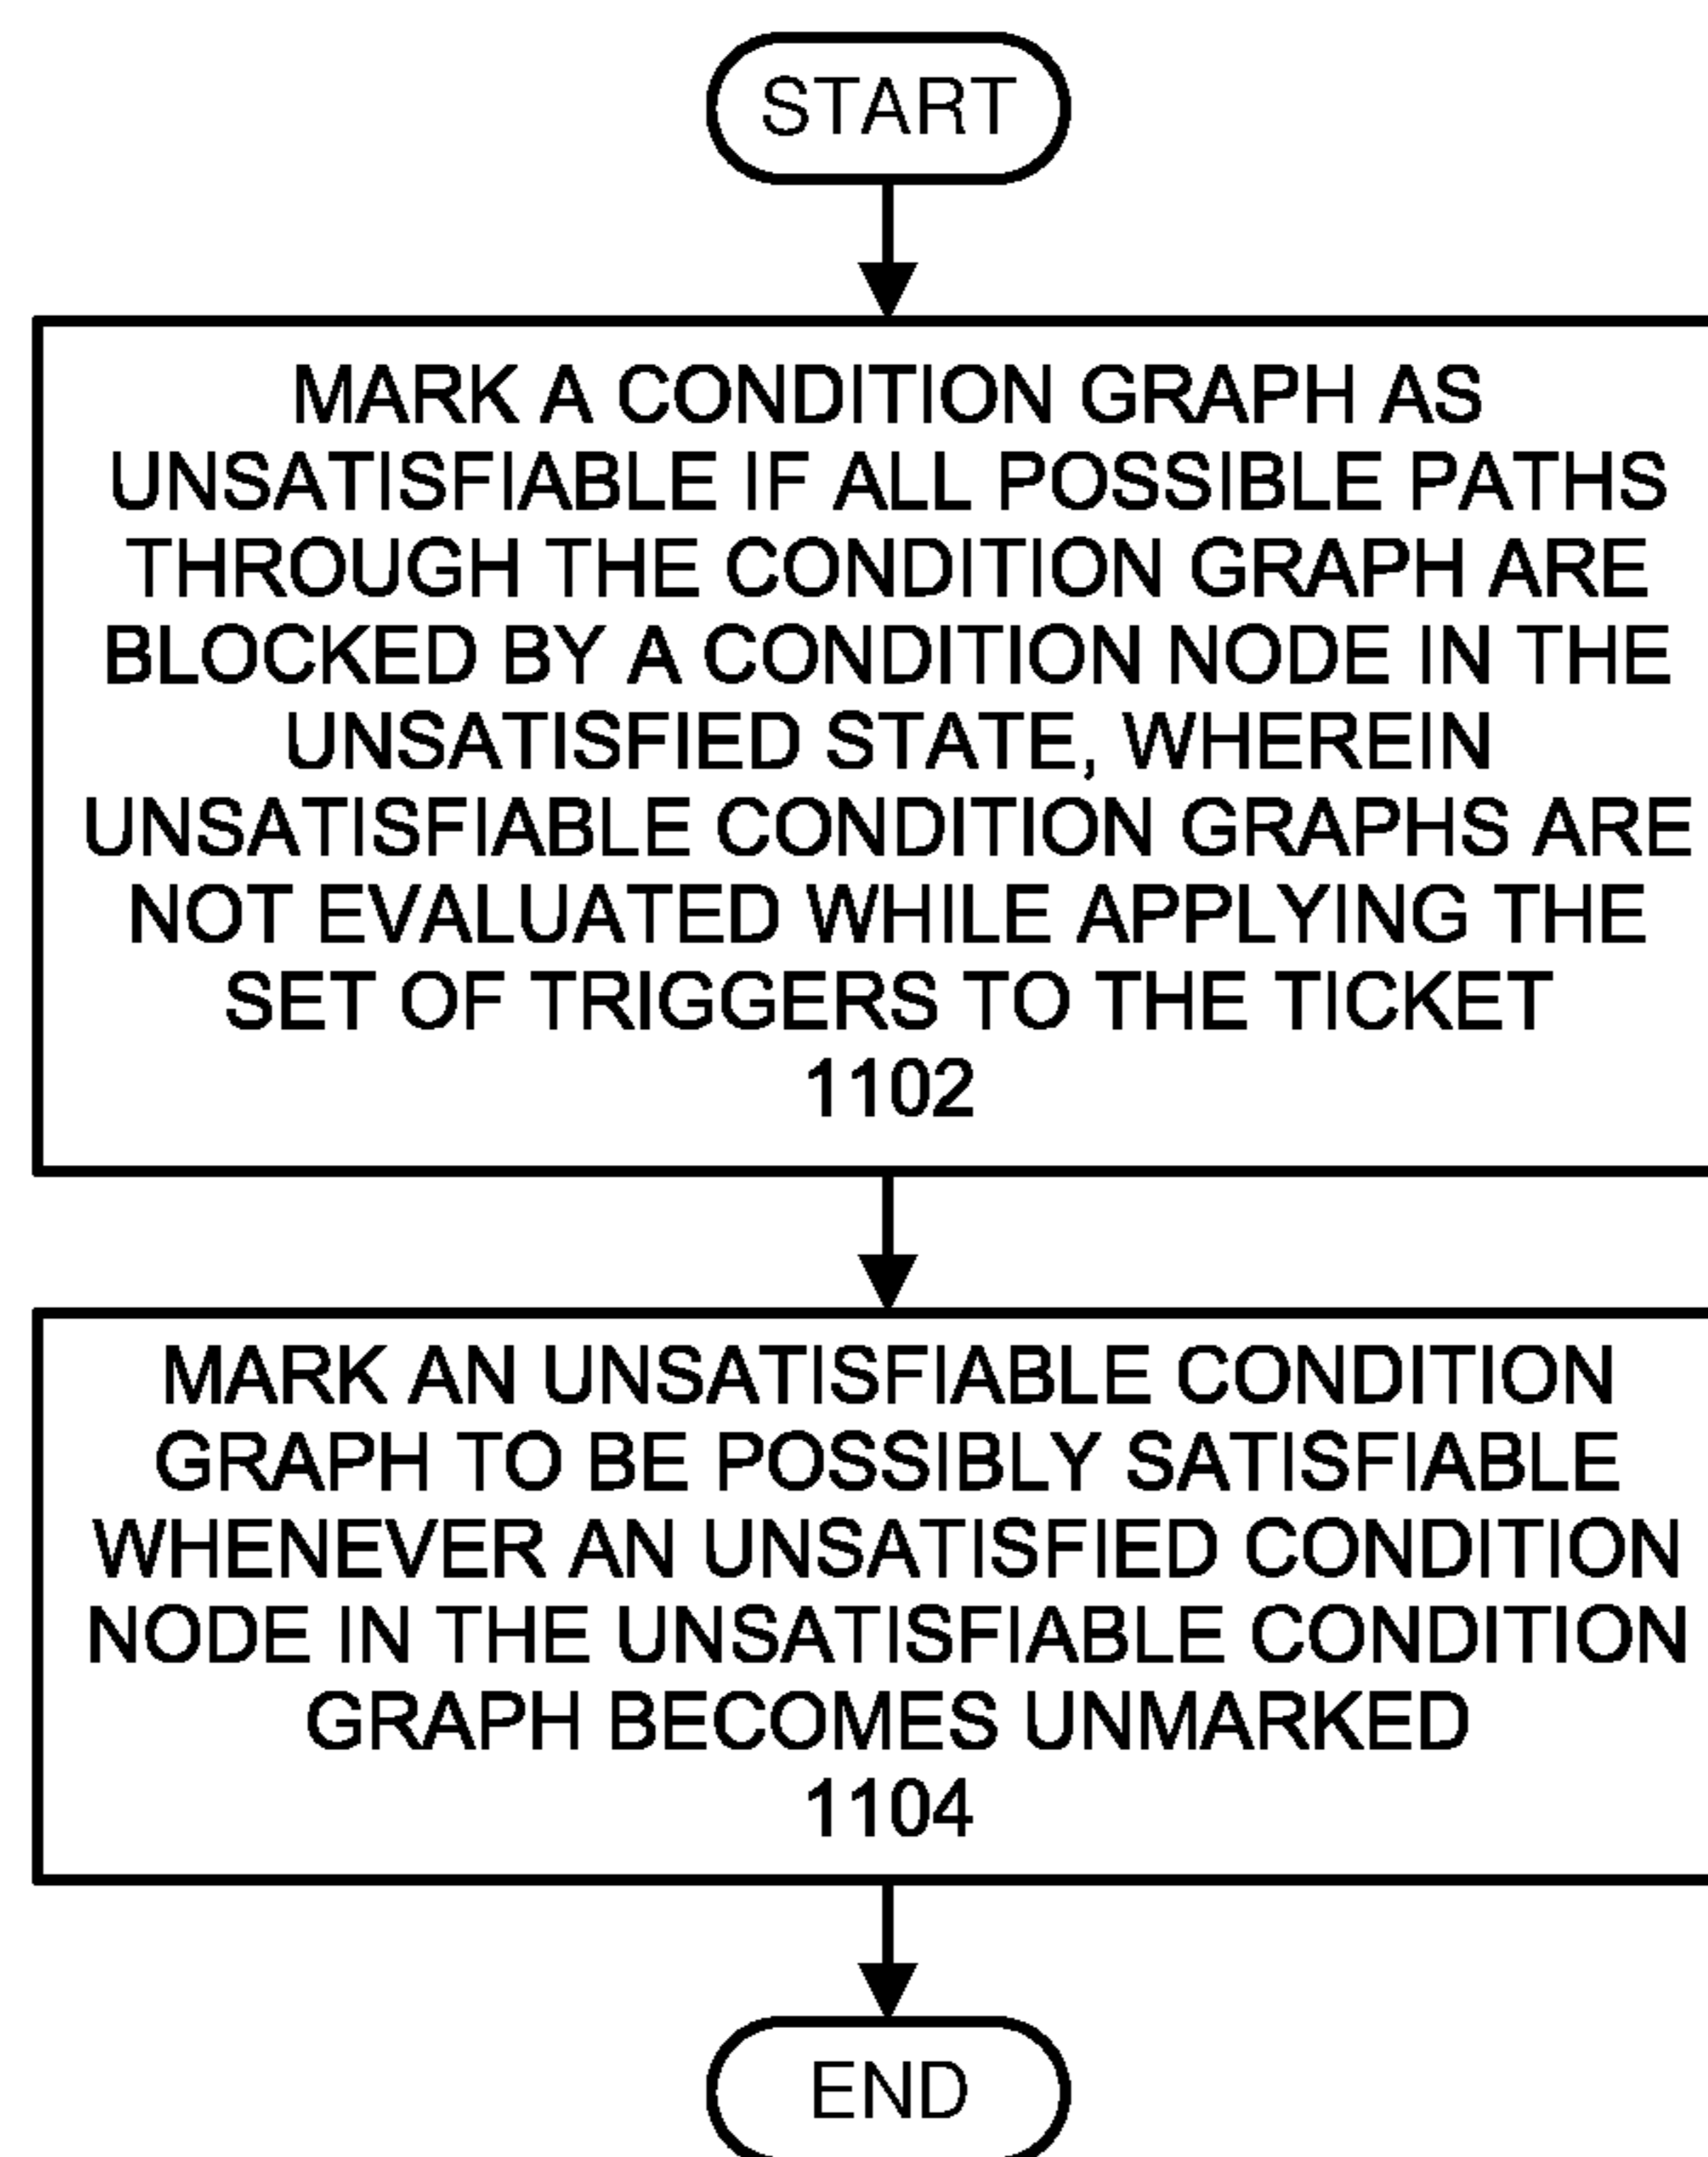 START
MARK A CONDITION GRAPH AS
UNSATISFIABLE IF ALL POSSIBLE PATHS
THROUGH THE CONDITION GRAPH ARE
BLOCKED BY A CONDITION NODE IN THE
UNSATISFIED STATE, WHEREIN
UNSATISFIABLE CONDITION GRAPHS ARE
NOT EVALUATED WHILE APPLYING THE
SET OF TRIGGERS TO THE TICKET
1102
MARK AN UNSATISFIABLE CONDITION
GRAPH TO BE POSSIBLY SATISFIABLE
WHENEVER AN UNSATISFIED CONDITION
NODE IN THE UNSATISFIABLE CONDITION
GRAPH BECOMES UNMARKED
1104
END